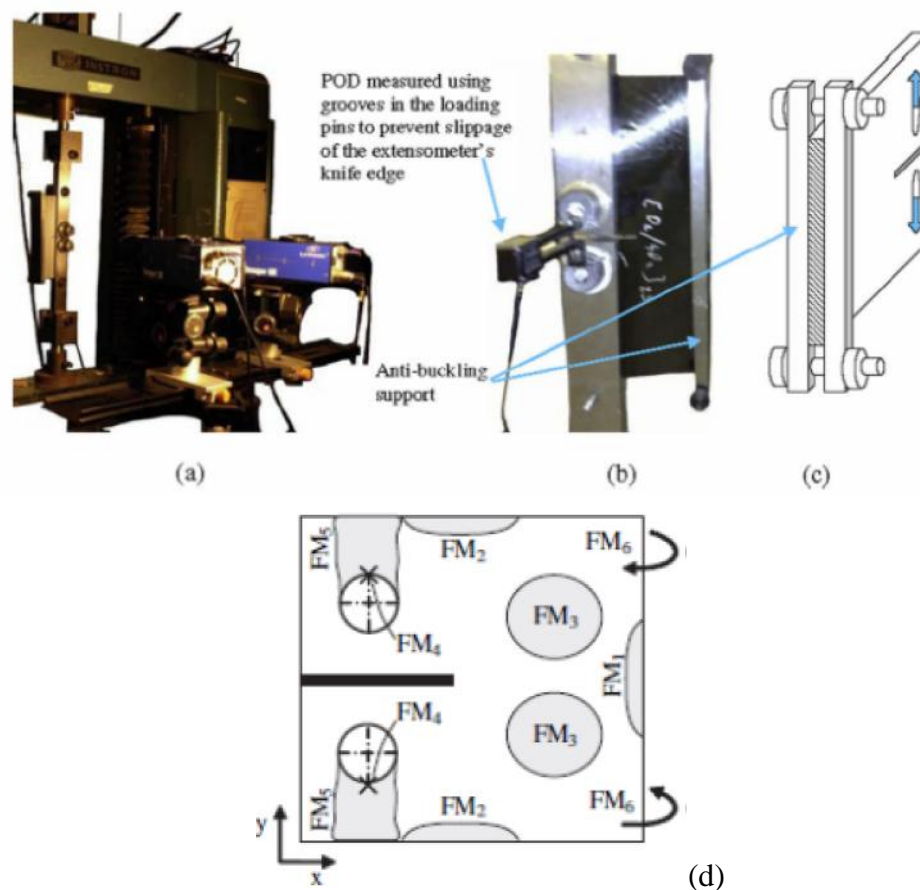 INSTRON
POD measured using
grooves in the loading
pins to prevent slippage
of the extensometer's
knife edge
Anti-buckling
support
(a)
(b)
(c)
FM₅
FM₂
FM₆
FM₄
FM₃
FM₁
FM₄
FM₃
FM₅
FM₂
FM₆
y
x
(d)